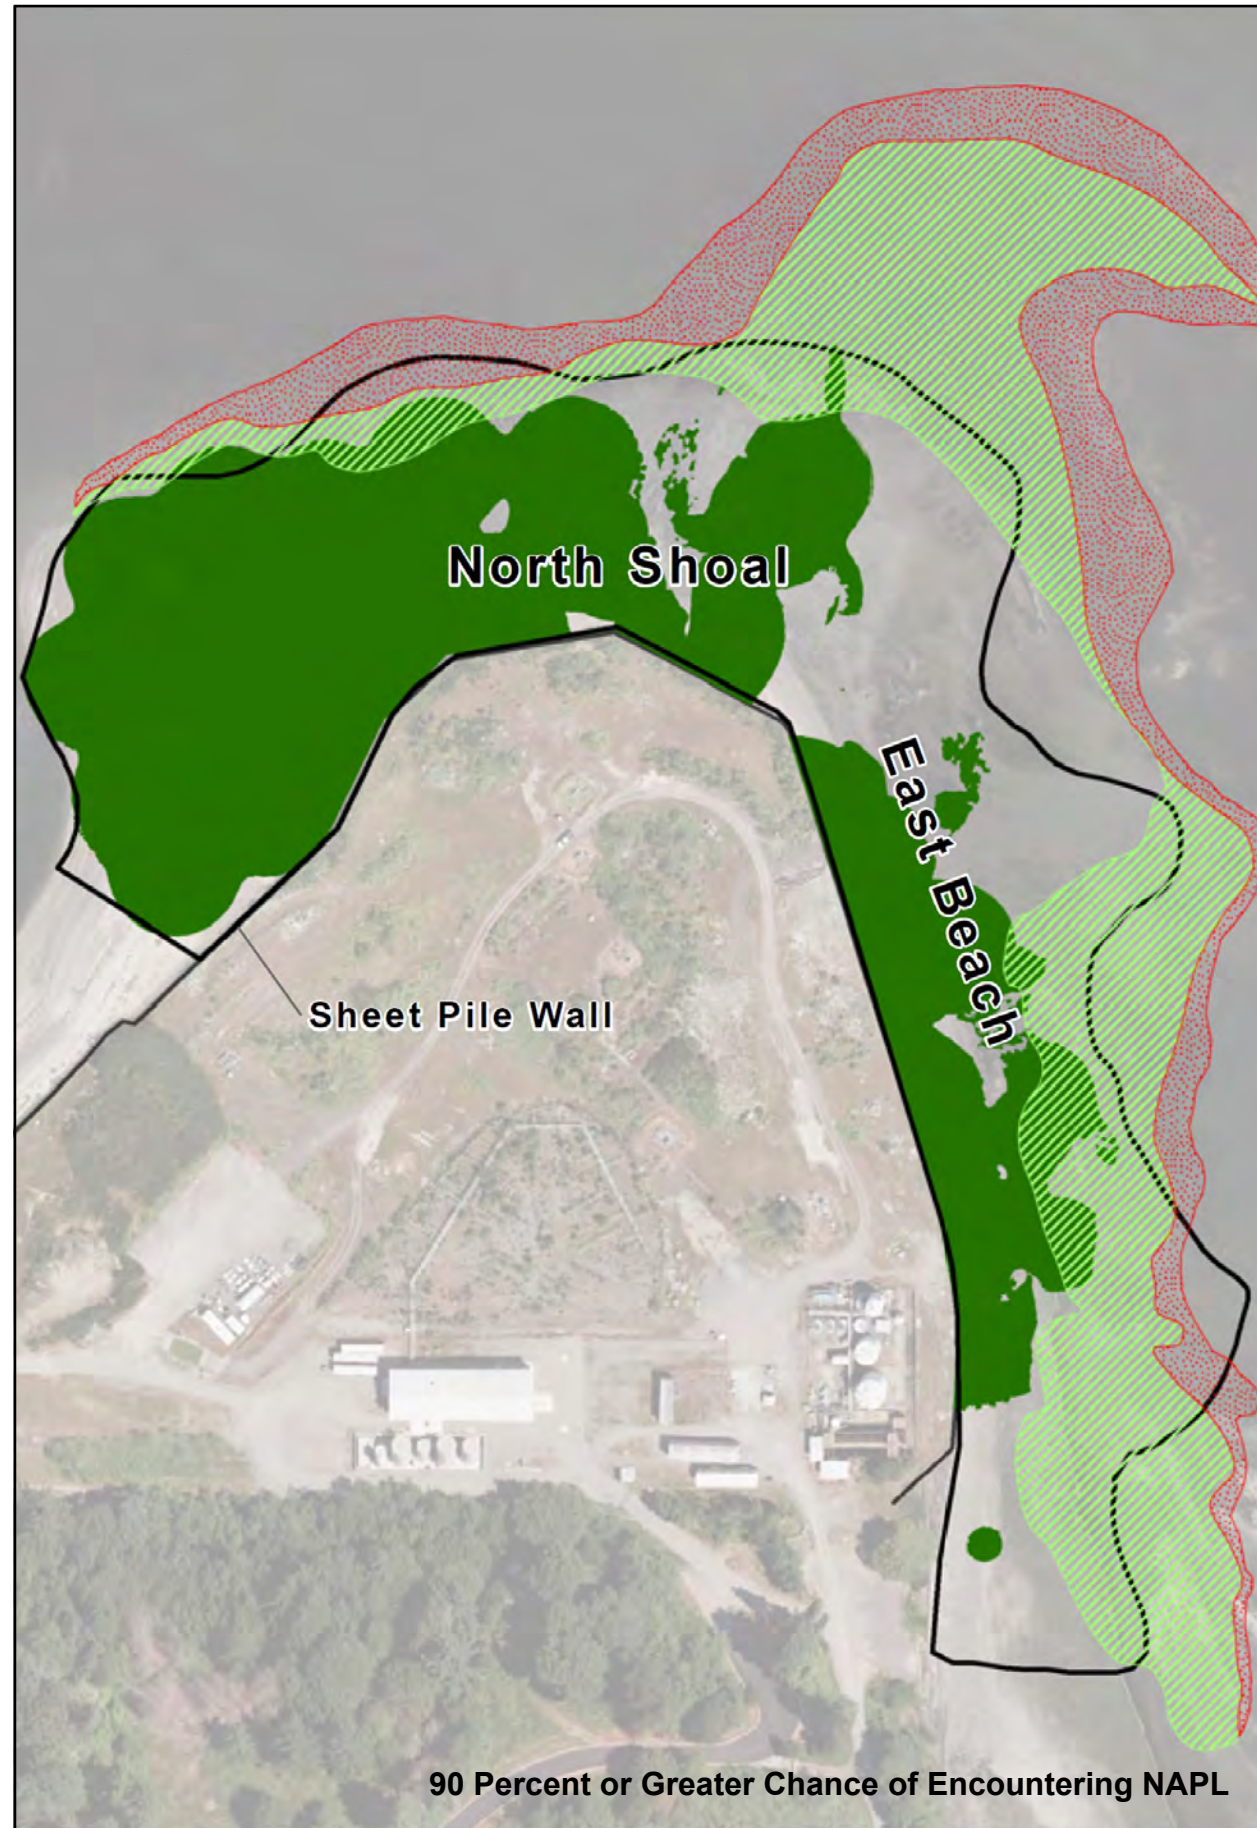 North Shoal
East Beach
Sheet Pile Wall
90 Percent or Greater Chance of Encountering NAPL